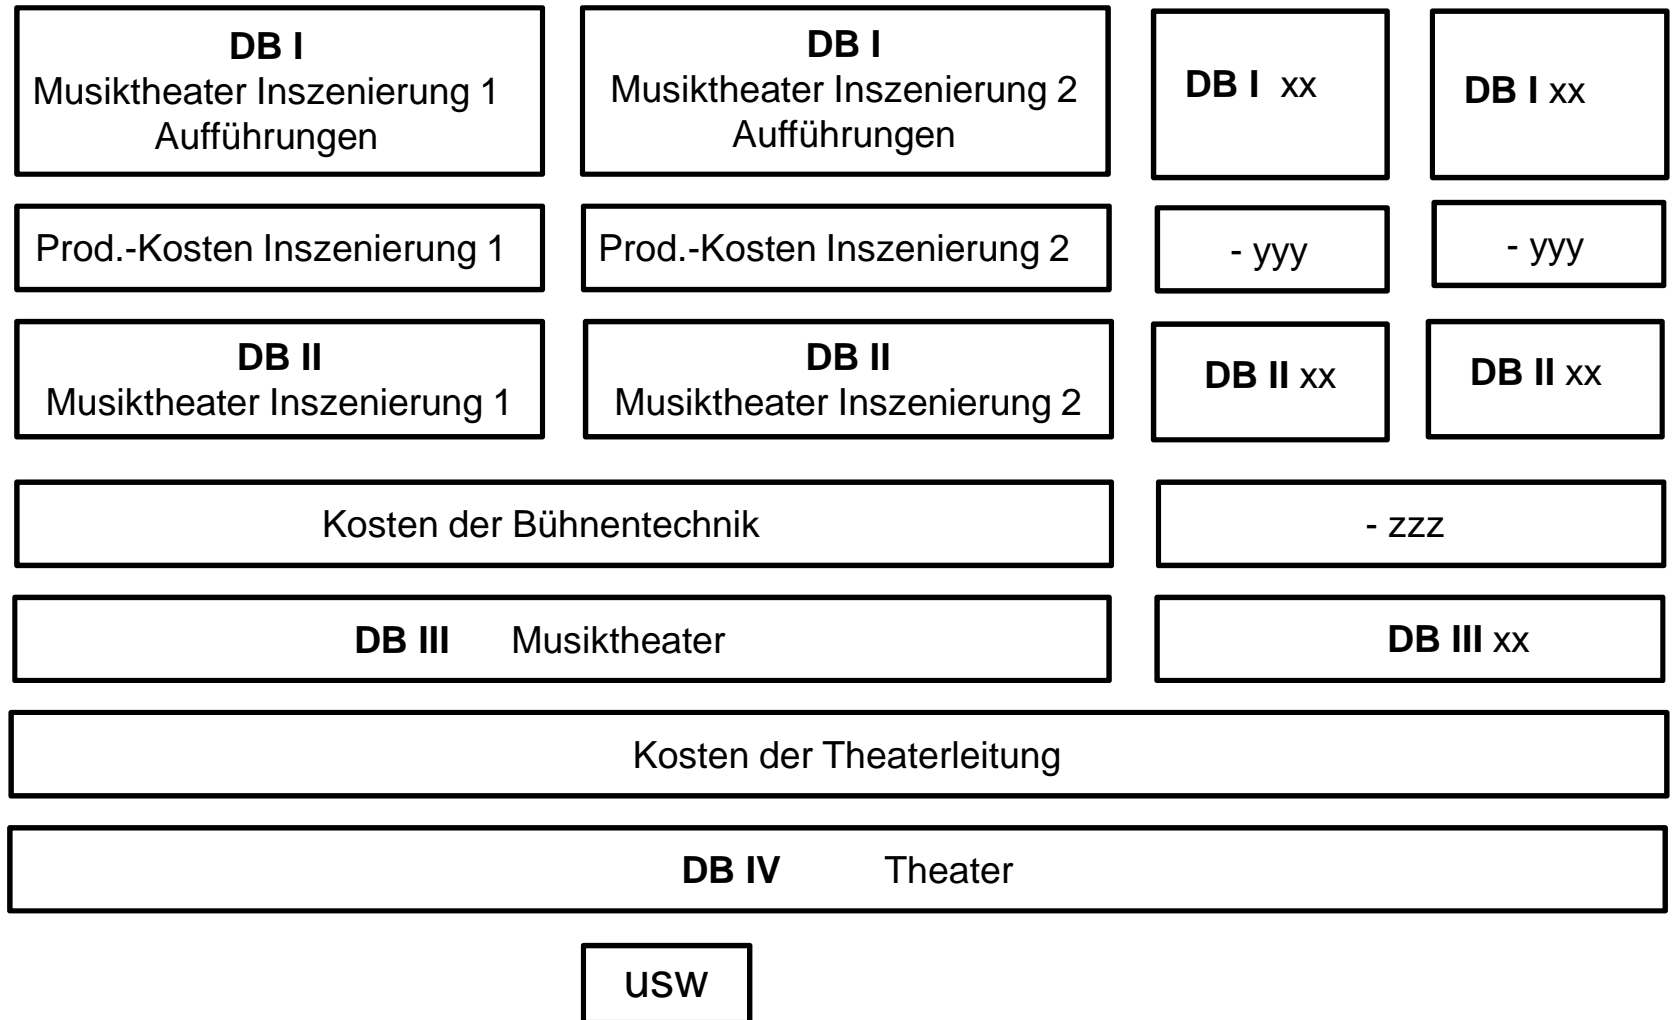 DB I
Musiktheater Inszenierung 1
Aufführungen
DB I
Musiktheater Inszenierung 2
Aufführungen
DB I xx
DB I xx
Prod.-Kosten Inszenierung 1
Prod.-Kosten Inszenierung 2
- yyy
- yyy
DB II
Musiktheater Inszenierung 1
DB II
Musiktheater Inszenierung 2
DB II xx
DB II xx
Kosten der Bühnentechnik
- zzz
DB III Musiktheater
DB III xx
Kosten der Theaterleitung
DB IV Theater
usw